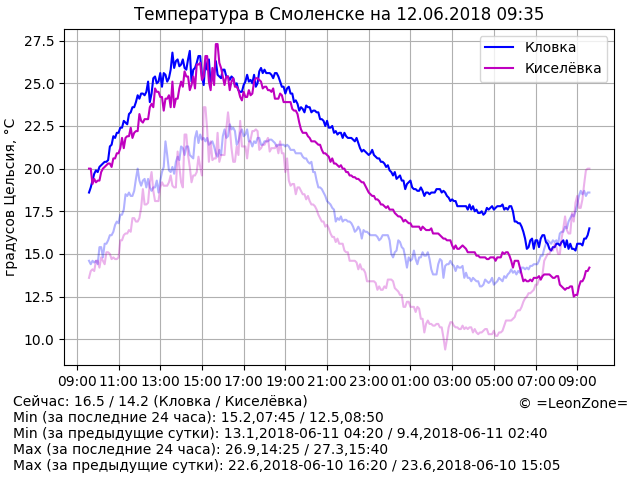 Температура в Смоленске на 12.06.2018 09:35
27.5
25.0
22.5
20.0
17.5
15.0
12.5
10.0
градусов Цельсия, °C
Кловка
Киселёвка
09:00 11:00 13:00 15:00 17:00 19:00 21:00 23:00 01:00 03:00 05:00 07:00 09:00
Сейчас: 16.5 / 14.2 (Кловка / Киселёвка)
© =LeonZone=
Min (за последние 24 часа): 15.2,07:45 / 12.5,08:50
Min (за предыдущие сутки): 13.1,2018-06-11 04:20 / 9.4,2018-06-11 02:40
Max (за последние 24 часа): 26.9,14:25 / 27.3,15:40
Max (за предыдущие сутки): 22.6,2018-06-10 16:20 / 23.6,2018-06-10 15:05